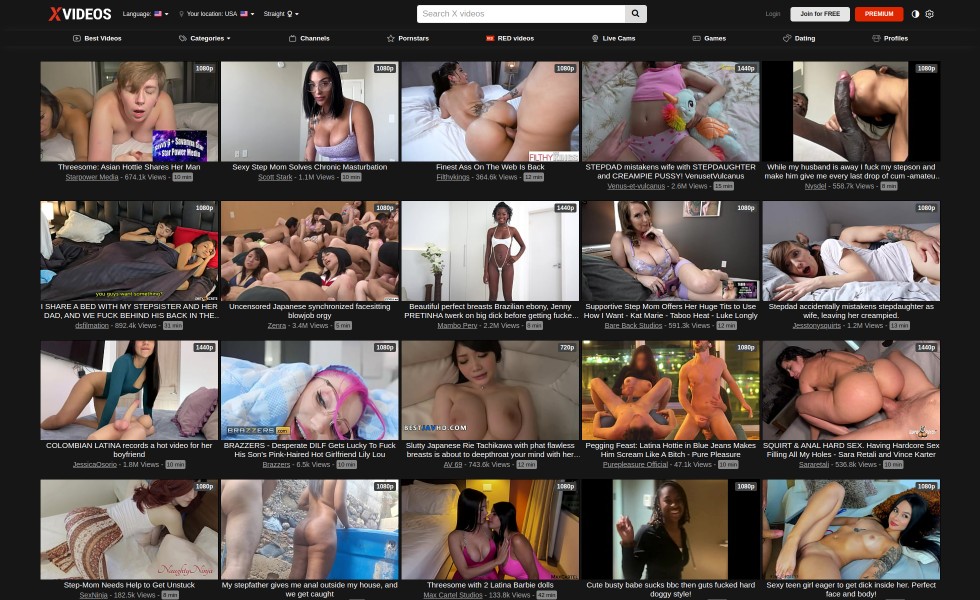 XVIDEOS
Language:
Your location: USA
Straight
Search X videos
Login
Join for FREE
PREMIUM
Best Videos
Categories
Channels
Pornstars
RED videos
Live Cams
Games
Dating
Profiles
1080p
1080p
1080p
1440p
1080p
Star Power Media
FILTHY
Threesome: Asian Hottie Shares Her Man
Starpower Media - 674.1k Views - 10 min
Sexy Step Mom Solves Chronic Masturbation
Scott Stark - 1.1M Views - 10 min
Finest Ass On The Web Is Back
Filthykings - 364.6k Views - 12 min
STEPDAD mistakens wife with STEPDAUGHTER
and CREAMPIE PUSSY! VenusetVulcanus
Venus-et-vulcanus - 2.6M Views - 15 min
While my husband is away I fuck my stepson and
make him give me every last drop of cum -amateu..
Nysdel - 558.7k Views - 8 min
1080p
1080p
1440p
1080p
1080p
you guys want something?
I SHARE A BED WITH MY STEPSISTER AND HER
DAD, AND WE FUCK BEHIND HIS BACK IN THE..
dsfilmation - 892.4k Views - 31 min
Uncensored Japanese synchronized facesitting
blowjob orgy
Zenra - 3.4M Views - 5 min
Beautiful perfect breasts Brazilian ebony, Jenny
PRETINHA twerk on big dick before getting fucke...
Mambo Perv - 2.2M Views - 8 min
Supportive Step Mom Offers Her Huge Tits to Use
How I Want - Kat Marie - Taboo Heat - Luke Longly
Bare Back Studios - 591.3k Views - 12 min
Stepdad accidentally mistakens stepdaughter as
wife, leaving her creampied.
Jesstonysquirts - 1.2M Views - 13 min
1440p
1080p
720p
1080p
1440p
BRAZZERS.com
BESTJAVHD.COM
COLOMBIAN LATINA records a hot video for her
boyfriend
JessicaOsorio - 1.8M Views - 10 min
BRAZZERS - Desperate DILF Gets Lucky To Fuck
His Son's Pink-Haired Hot Girlfriend Lily Lou
Brazzers - 6.5k Views - 10 min
Slutty Japanese Rie Tachikawa with phat flawless
breasts is about to deepthroat your mind with her...
AV 69 - 743.6k Views - 12 min
Pegging Feast: Latina Hottie in Blue Jeans Makes
Him Scream Like A Bitch - Pure Pleasure
Purepleasure Official - 47.1k Views - 10 min
SQUIRT & ANAL HARD SEX. Having Hardcore Sex
Filling All My Holes - Sara Retali and Vince Karter
Sararetali - 536.8k Views - 10 min
1080p
1080p
1080p
1080p
1080p
NaughtyNinja
Step-Mom Needs Help to Get Unstuck
SexNinja - 182.5k Views - 8 min
My stepfather gives me anal outside my house, and
we get caught
Threesome with 2 Latina Barbie dolls
Max Cartel Studios - 133.8k Views - 42 min
Cute busty babe sucks bbc then guts fucked hard
doggy style!
Sexy teen girl eager to get dick inside her. Perfect
face and body!